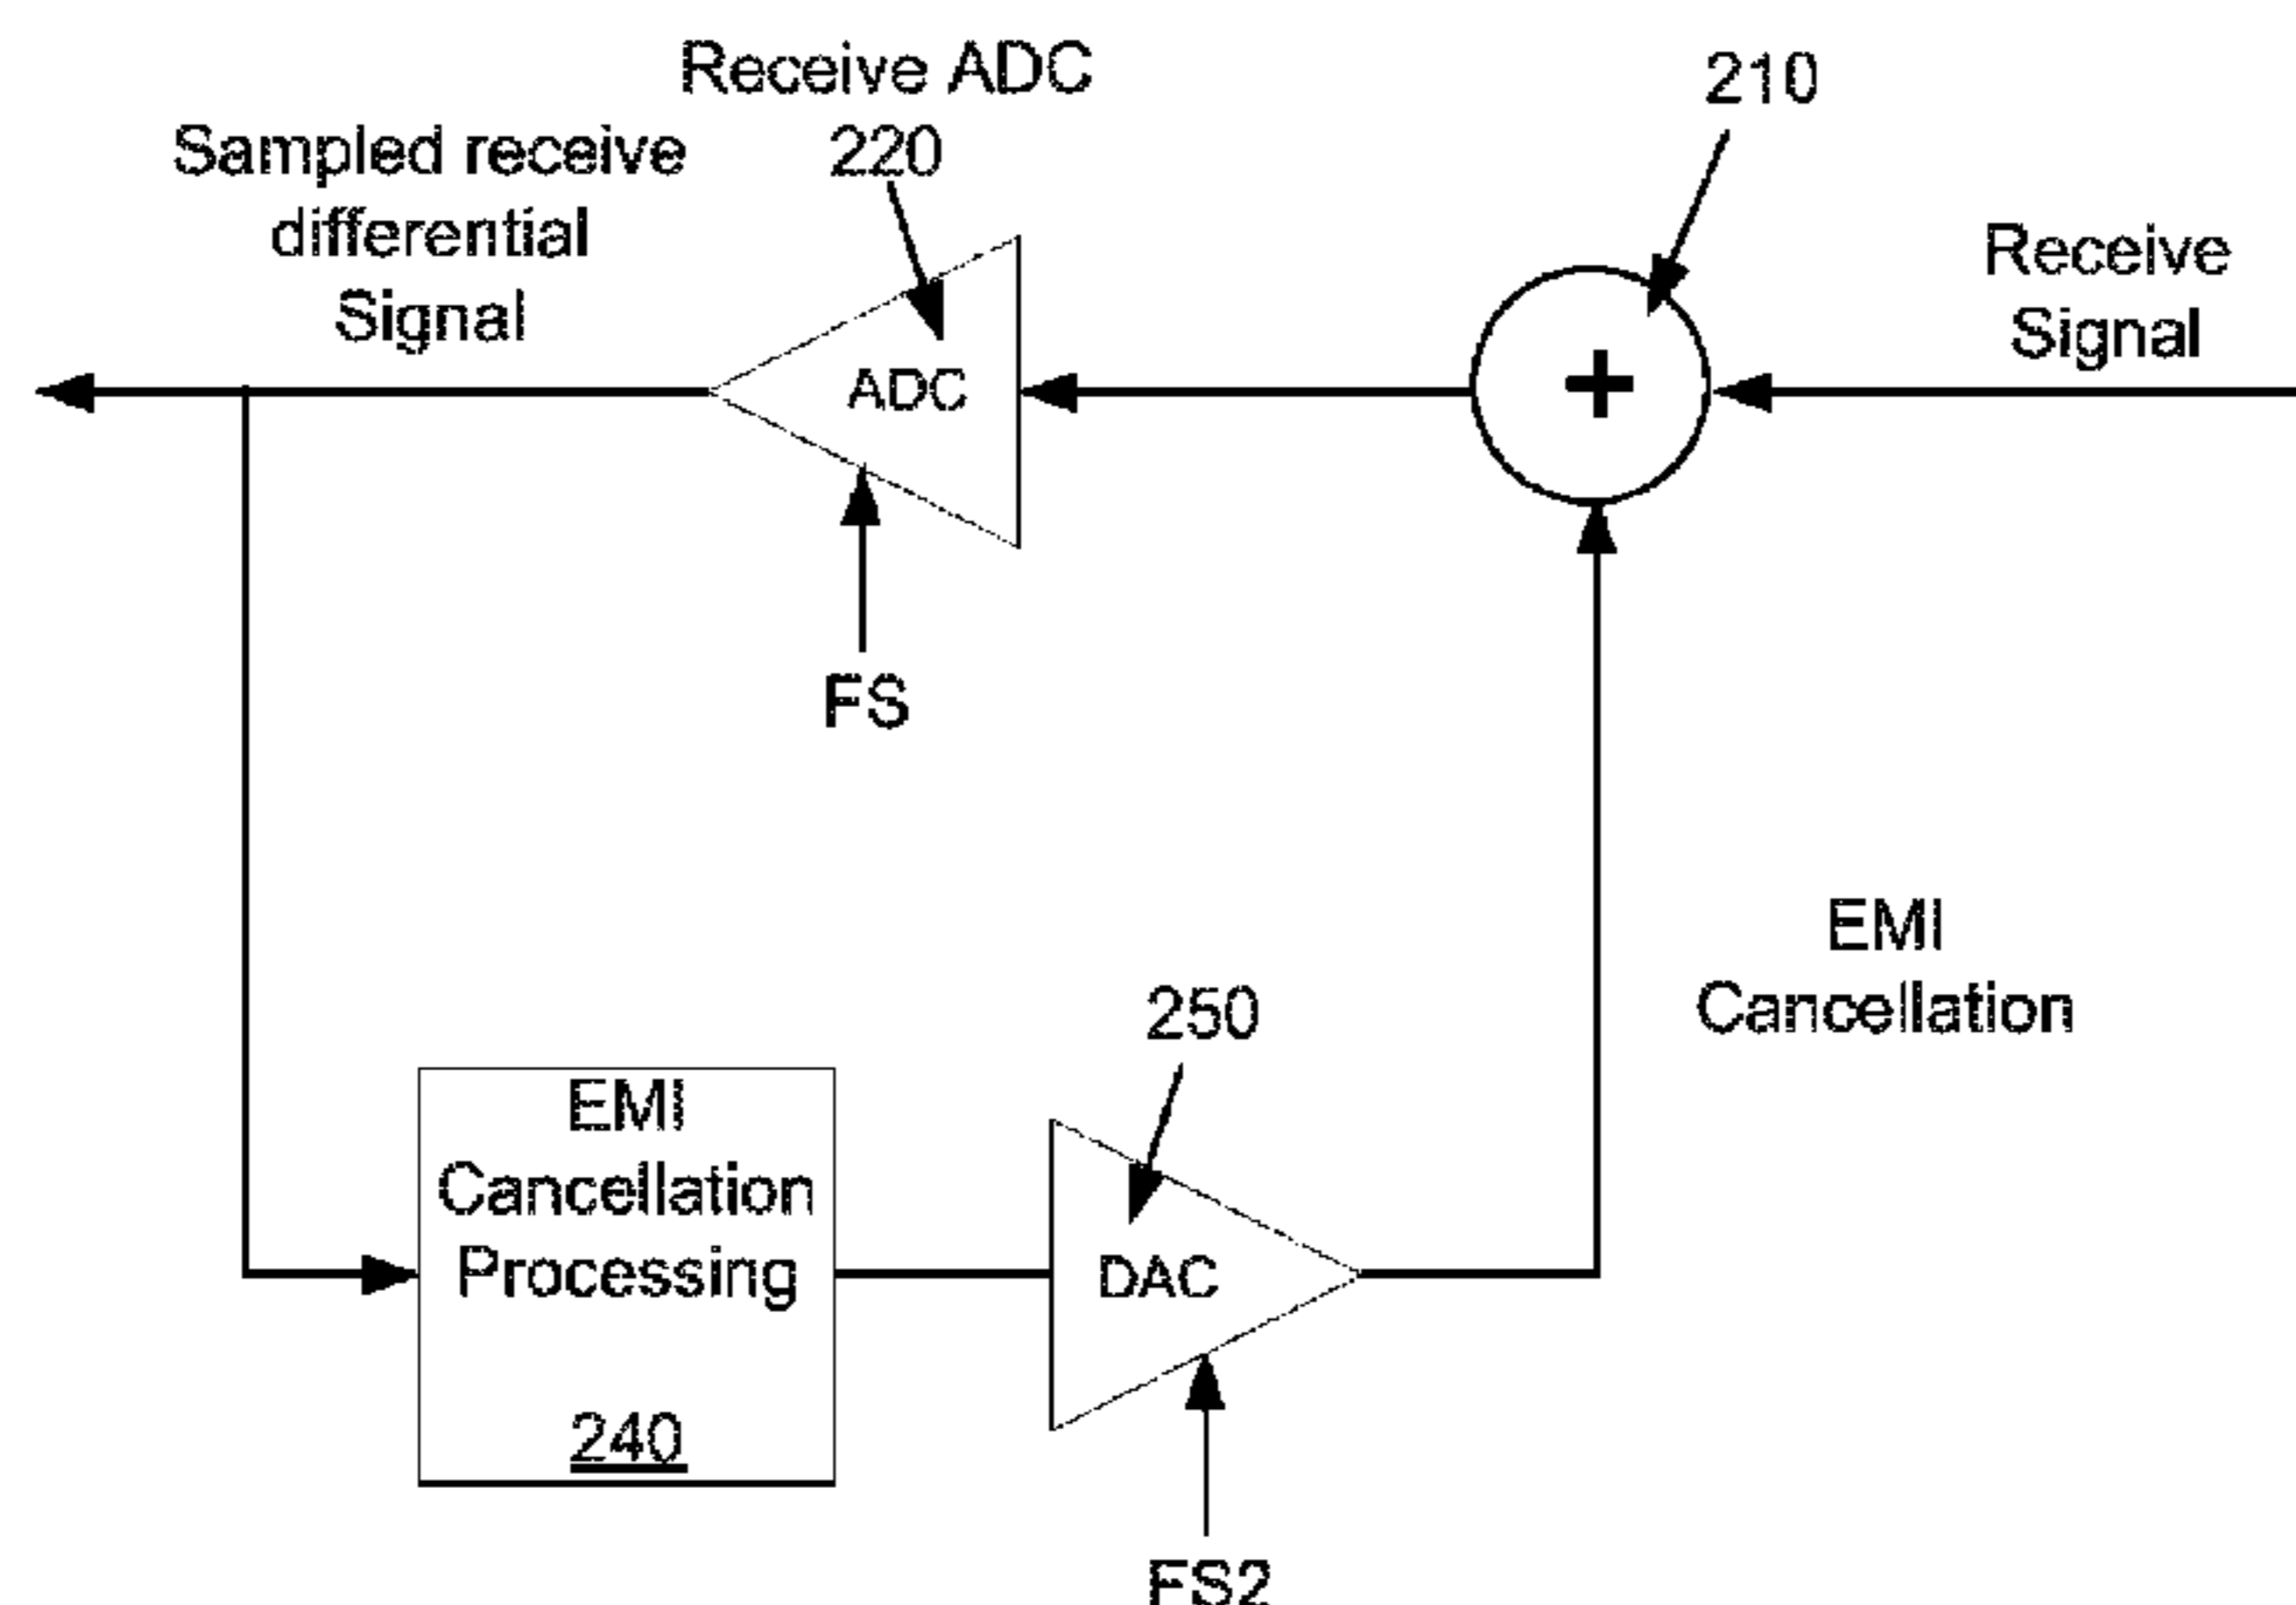 Receive ADC
220
210
Sampled receive
differential
Signal
Receive
Signal
ADC
+
FS
EMI
Cancellation
250
EMI
Cancellation
Processing
240
DAC
FS2